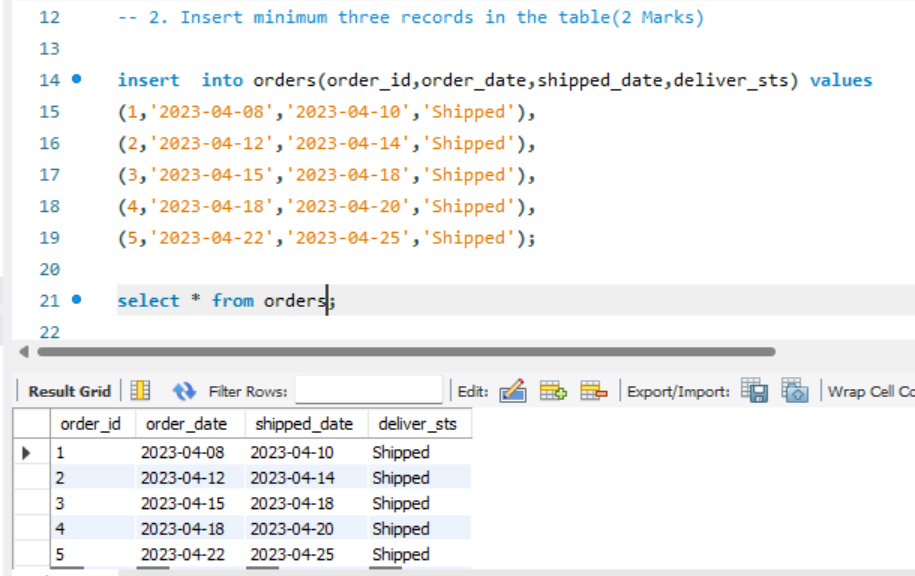 12 -- 2. Insert minimum three records in the table(2 Marks)
13
14 insert  into orders(order_id,order_date,shipped_date,deliver_sts) values
15 (1,'2023-04-08','2023-04-10','Shipped'),
16 (2,'2023-04-12','2023-04-14','Shipped'),
17 (3,'2023-04-15','2023-04-18','Shipped'),
18 (4,'2023-04-18','2023-04-20','Shipped'),
19 (5,'2023-04-22','2023-04-25','Shipped');
20
21 select * from orders;
22
Result Grid Filter Rows: Edit: Export/Import: Wrap Cell Co
order_id order_date shipped_date deliver_sts
1 2023-04-08 2023-04-10 Shipped
2 2023-04-12 2023-04-14 Shipped
3 2023-04-15 2023-04-18 Shipped
4 2023-04-18 2023-04-20 Shipped
5 2023-04-22 2023-04-25 Shipped